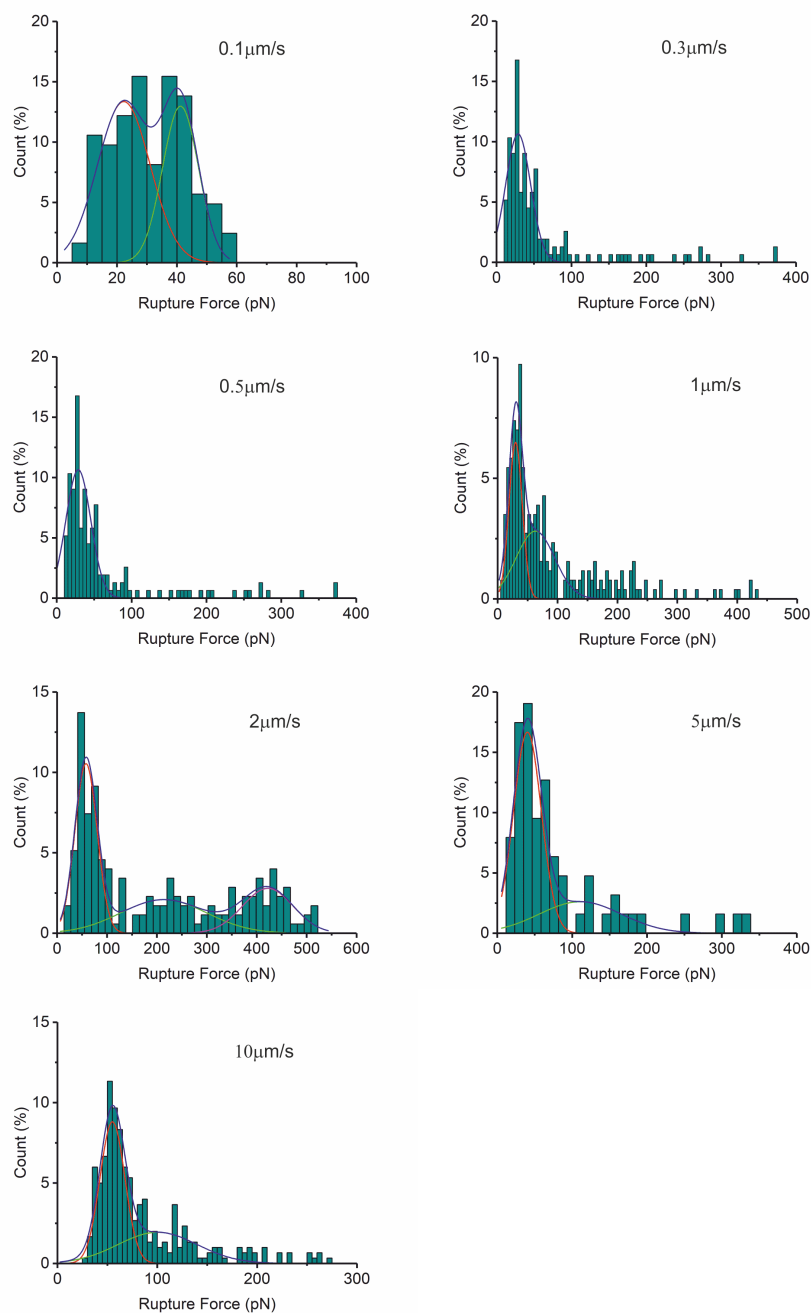 0.1μm/s
Count (%)
20
15
10
5
0
0 20 40 60 80 100
Rupture Force (pN)
0.3μm/s
Count (%)
20
15
10
5
0
0 100 200 300 400
Rupture Force (pN)
0.5μm/s
Count (%)
20
15
10
5
0
0 100 200 300 400
Rupture Force (pN)
1μm/s
Count (%)
10
5
0
0 100 200 300 400 500
Rupture Force (pN)
2μm/s
Count (%)
15
10
5
0
0 100 200 300 400 500 600
Rupture Force (pN)
5μm/s
Count (%)
20
15
10
5
0
0 100 200 300 400
Rupture Force (pN)
10μm/s
Count (%)
15
10
5
0
0 100 200 300
Rupture Force (pN)